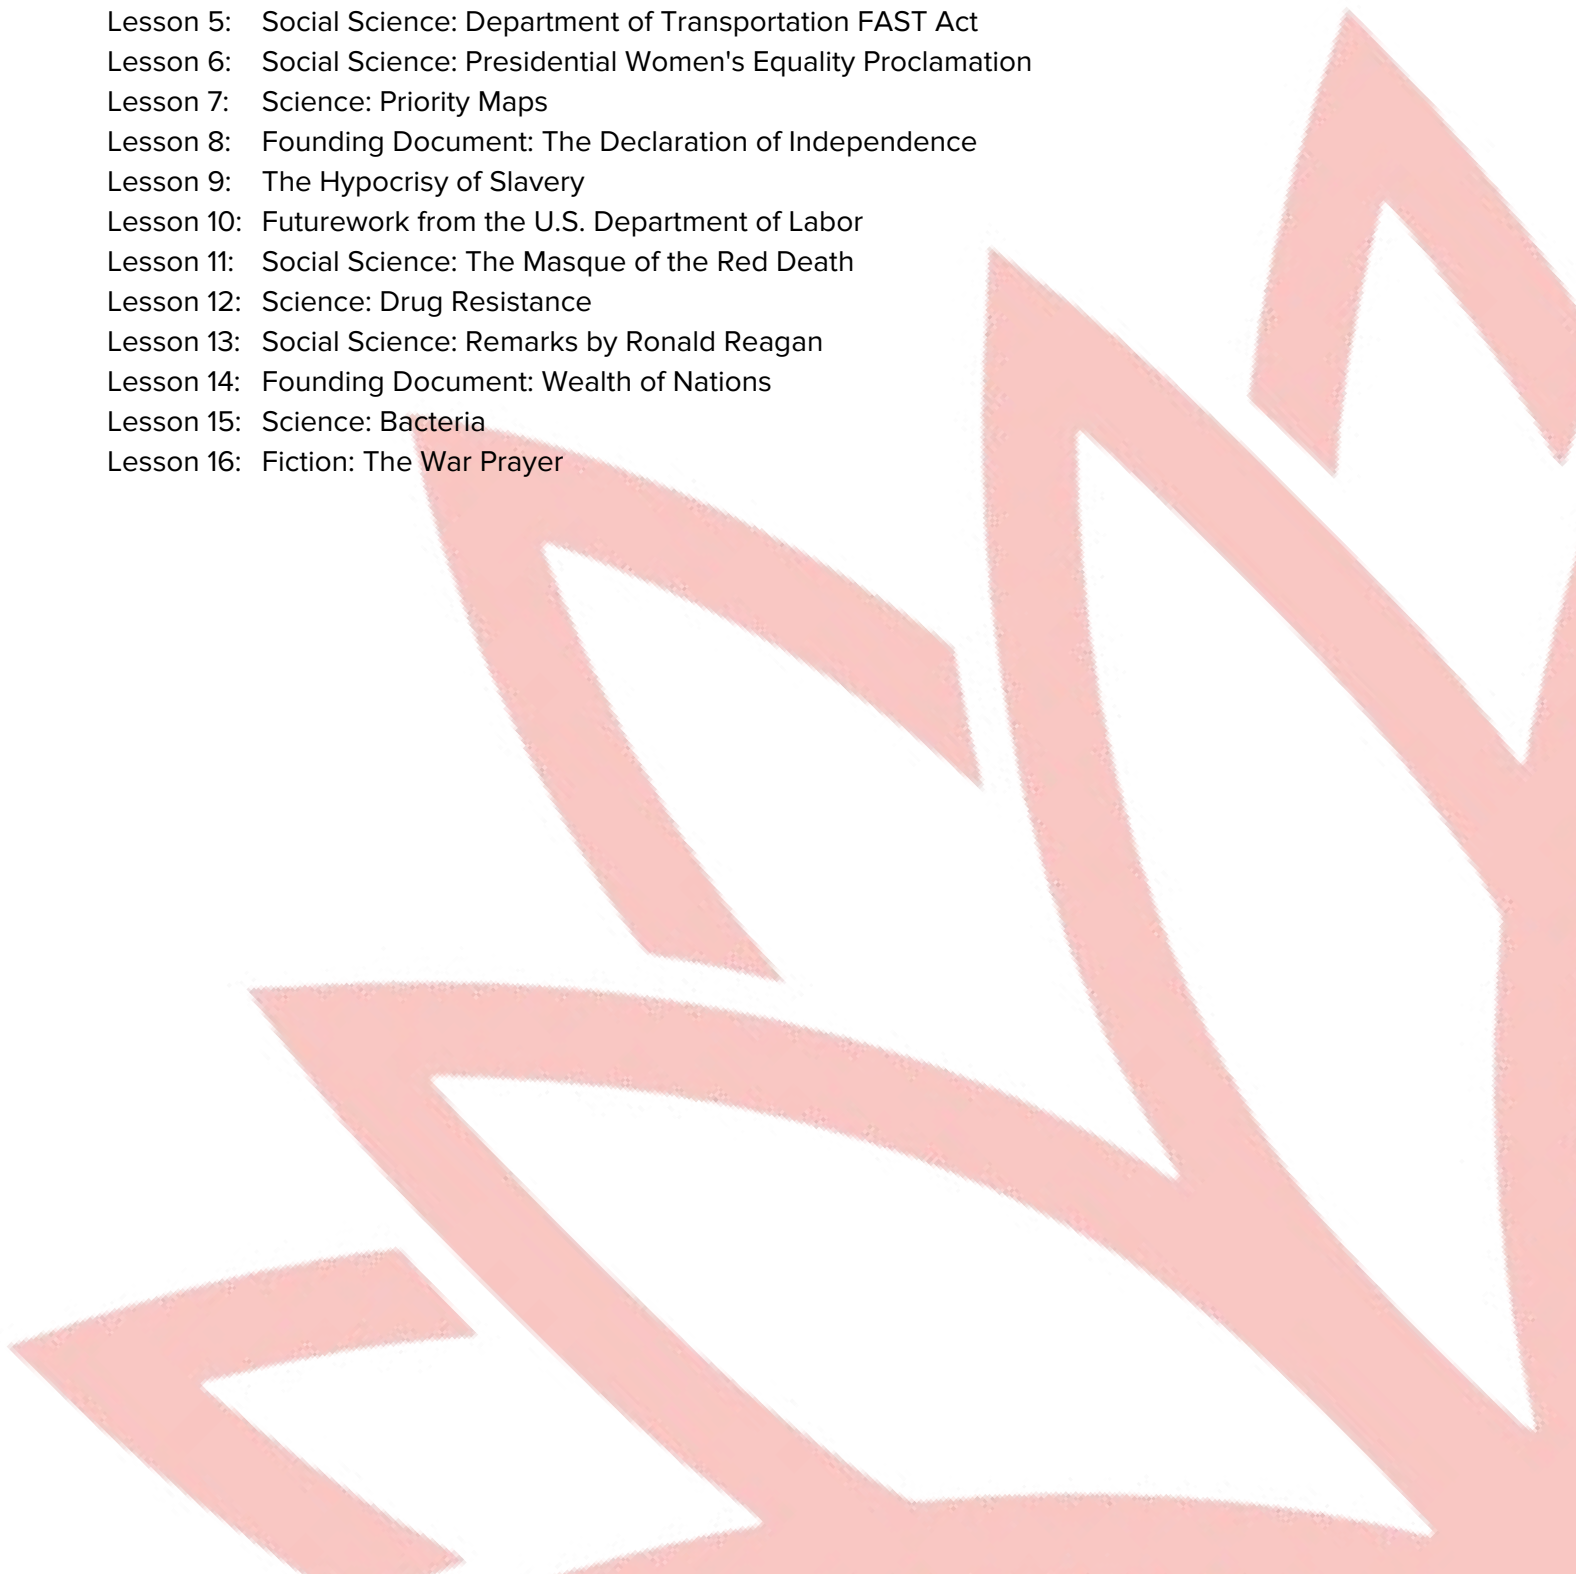 Lesson 5: Social Science: Department of Transportation FAST Act
Lesson 6: Social Science: Presidential Women's Equality Proclamation
Lesson 7: Science: Priority Maps
Lesson 8: Founding Document: The Declaration of Independence
Lesson 9: The Hypocrisy of Slavery
Lesson 10: Futurework from the U.S. Department of Labor
Lesson 11: Social Science: The Masque of the Red Death
Lesson 12: Science: Drug Resistance
Lesson 13: Social Science: Remarks by Ronald Reagan
Lesson 14: Founding Document: Wealth of Nations
Lesson 15: Science: Bacteria
Lesson 16: Fiction: The War Prayer